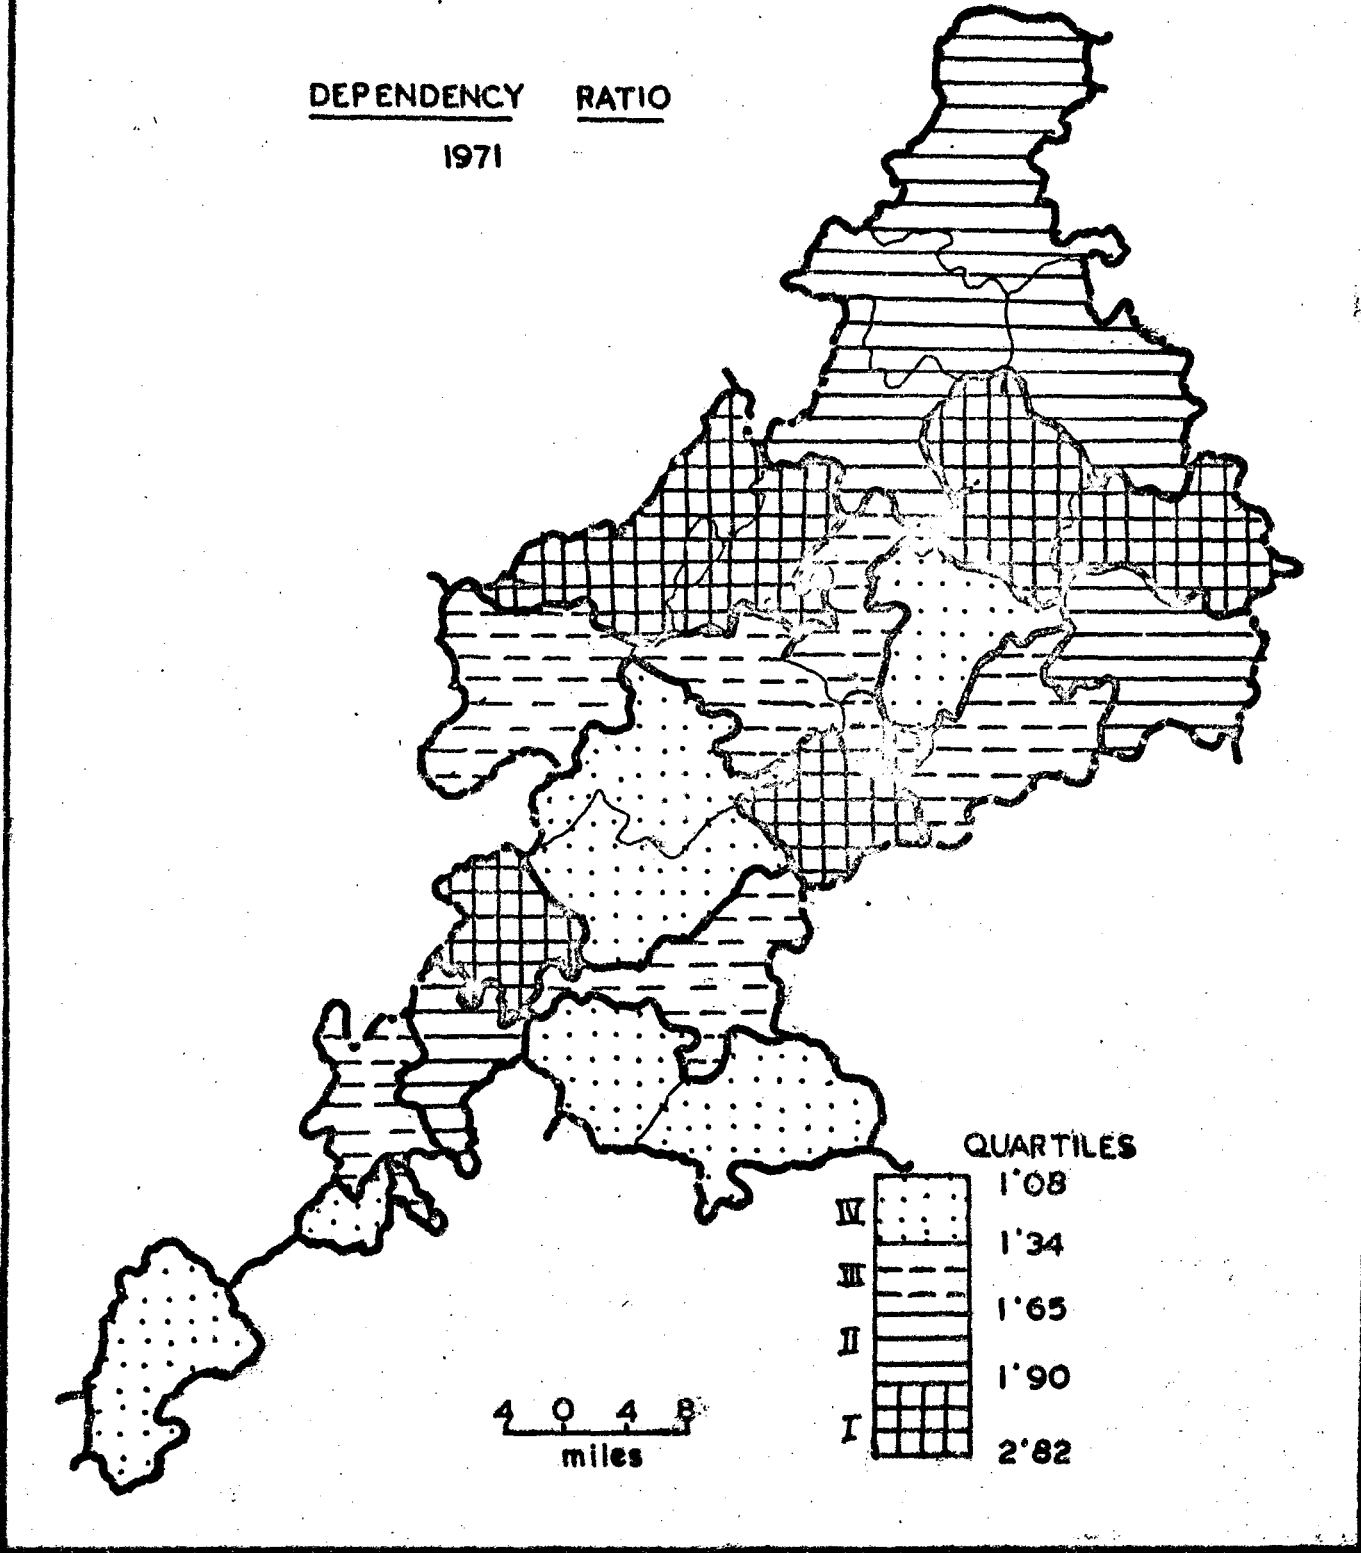 DEPENDENCY RATIO
1971
QUARTILES
1·08
IV
1·34
III
1·65
II
1·90
I
2·82
4 0 4 8
miles